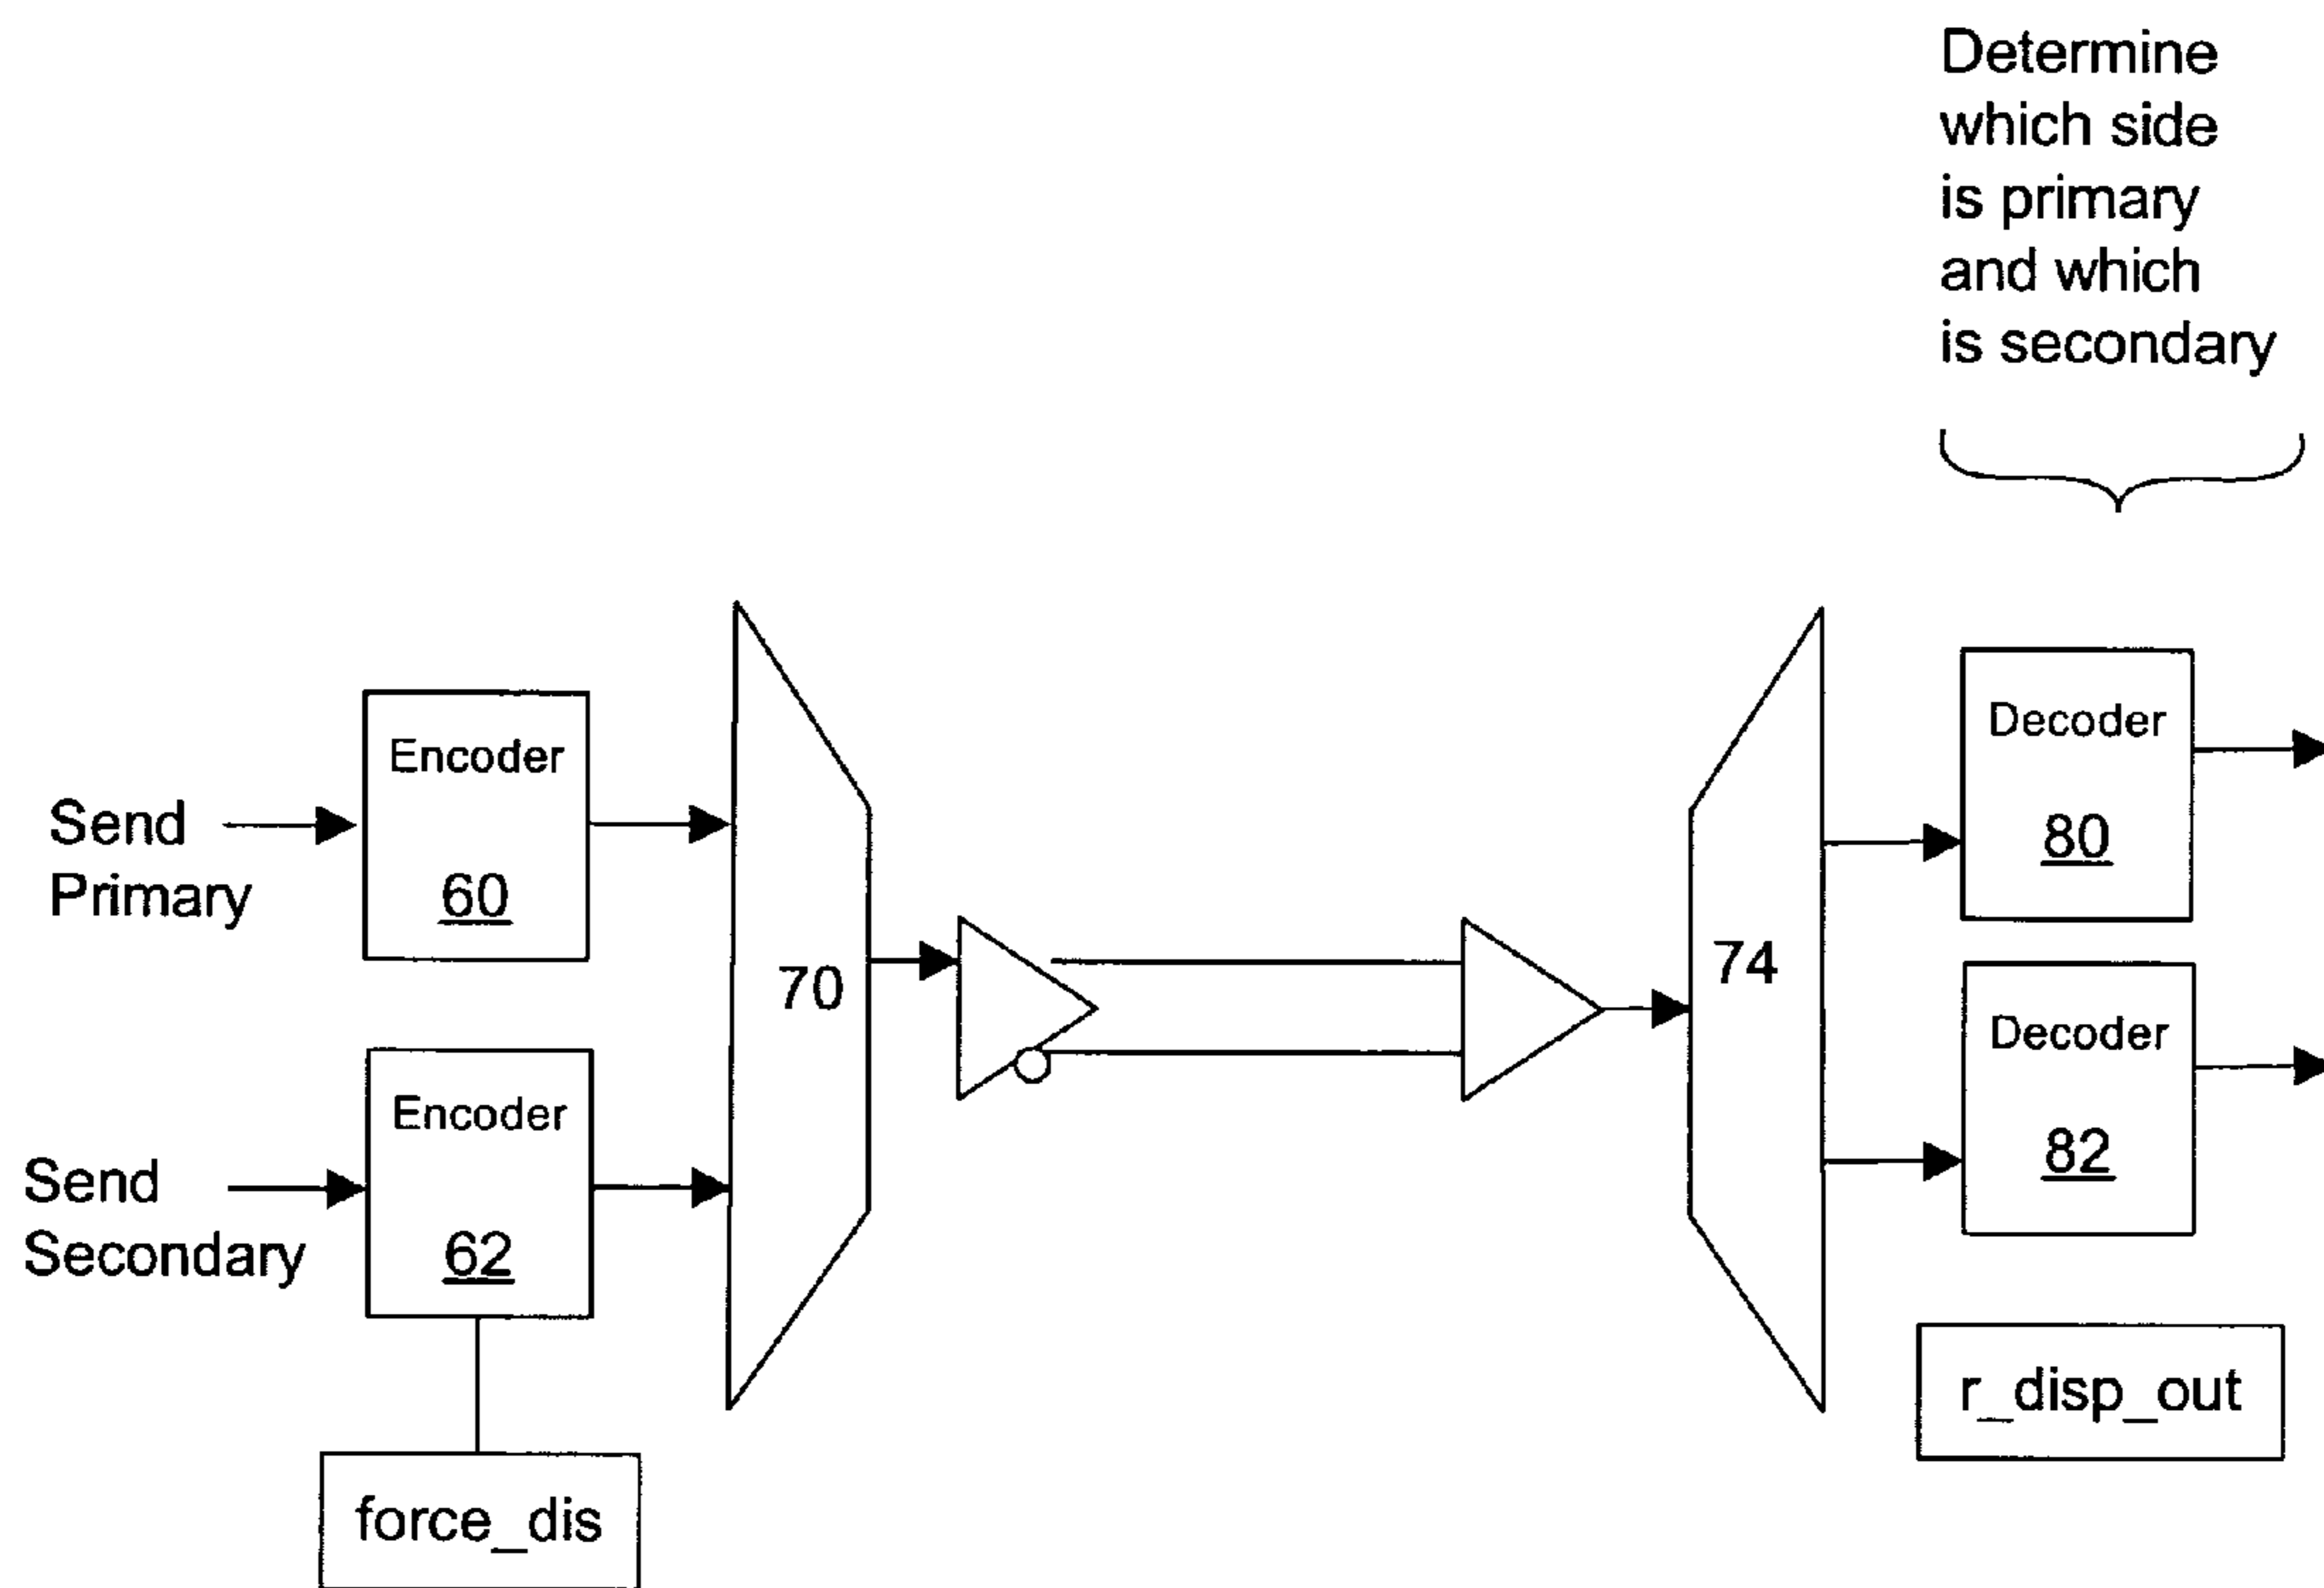 Determine
which side
is primary
and which
is secondary
Encoder
60
Send
Primary
Encoder
62
Send
Secondary
force_dis
70
74
Decoder
80
Decoder
82
r_disp_out